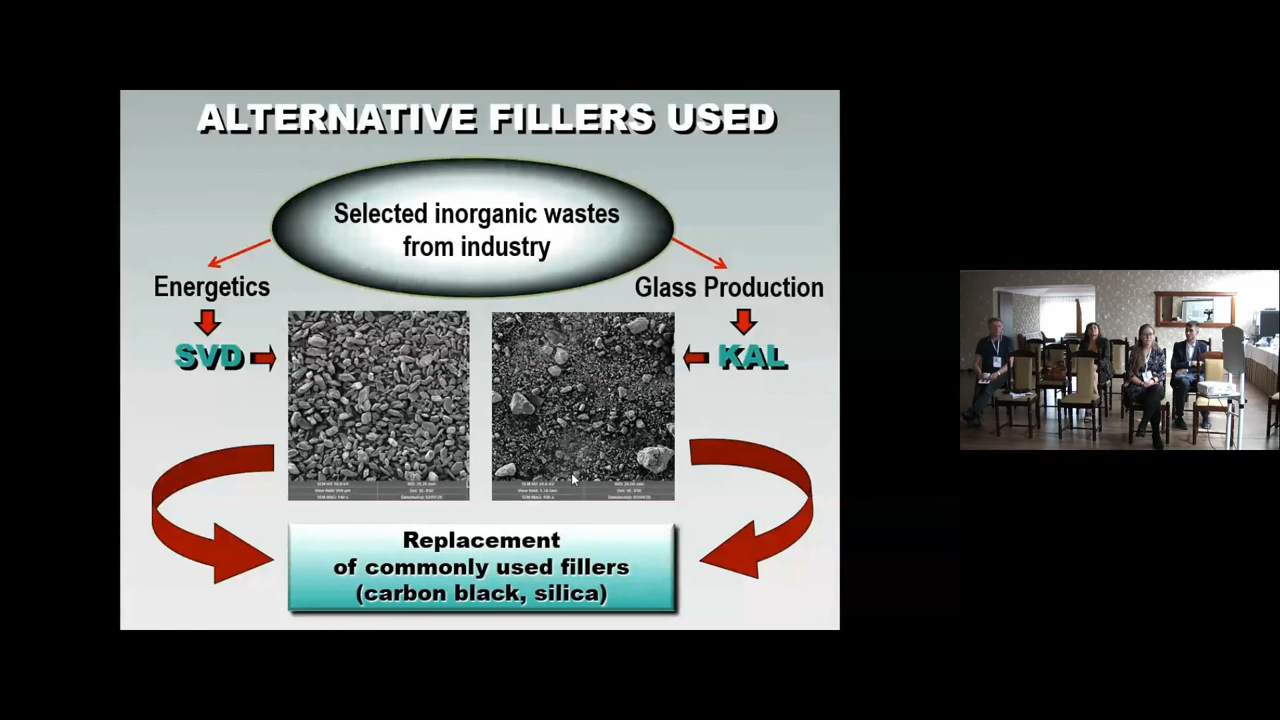 ALTERNATIVE FILLERS USED
Selected inorganic wastes
from industry
Energetics
Glass Production
SVD
KAL
Replacement
of commonly used fillers
(carbon black, silica)